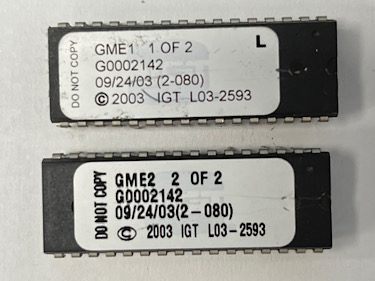 DO NOT COPY
GME1 1 OF 2
L
G0002142
09/24/03 (2-080)
© 2003 IGT L03-2593
DO NOT COPY
GME2 2 OF 2
G0002142
09/24/03(2-080)
© 2003 IGT L03-2593